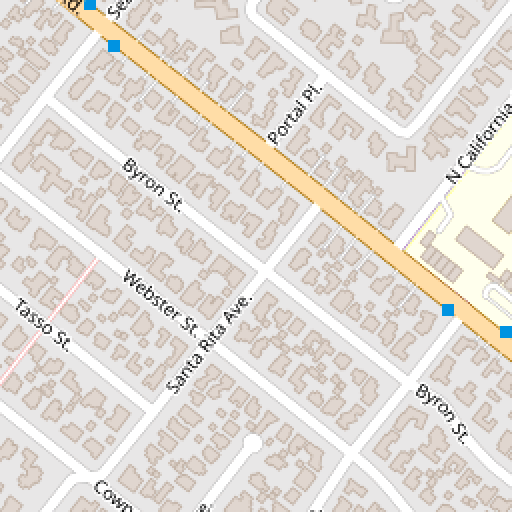 Portal Pl.
N California
Byron St.
Webster St.
Tasso St.
Santa Rita Ave.
Byron St.